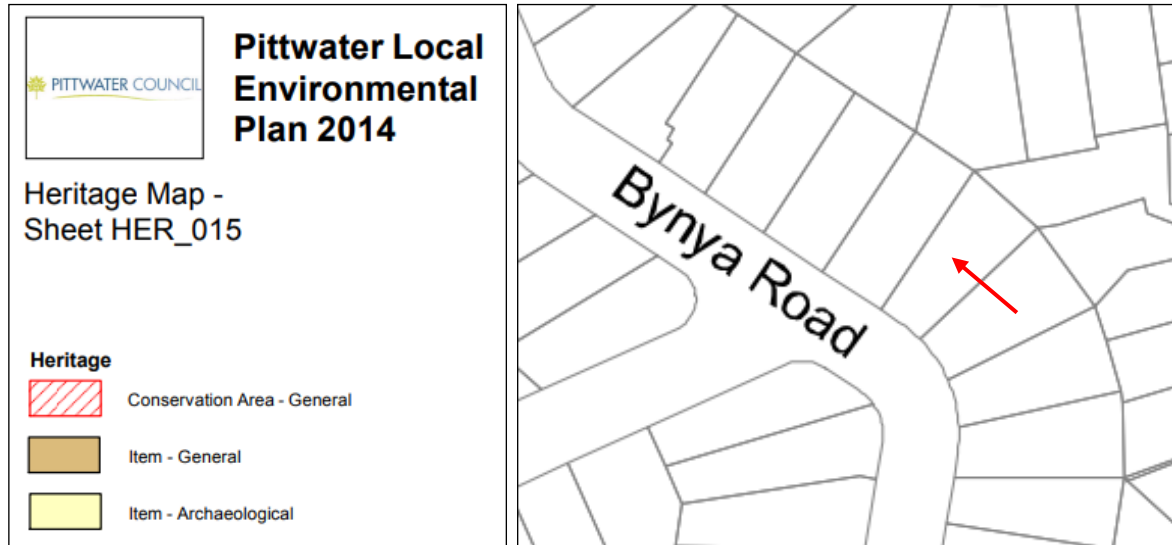 PITTWATER COUNCIL
Pittwater Local
Environmental
Plan 2014
Heritage Map -
Sheet HER_015
Heritage
Conservation Area - General
Item - General
Item - Archaeological
Bynya Road